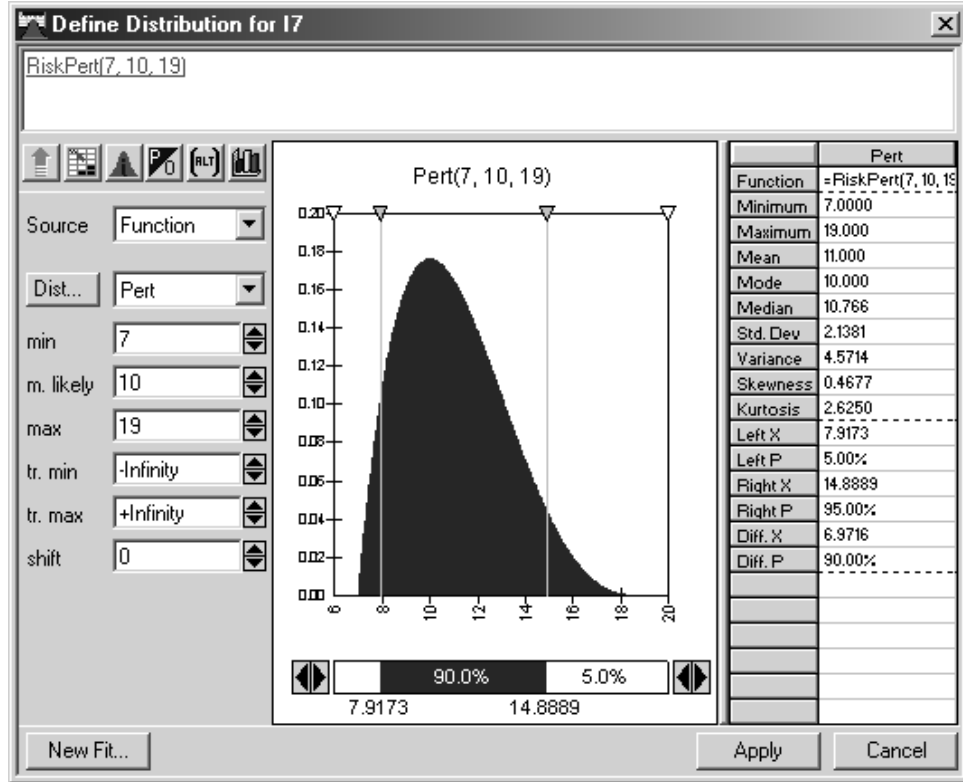 Define Distribution for I7
RiskPert(7, 10, 19)
Source Function
Dist... Pert
min 7
m. likely 10
max 19
tr. min -Infinity
tr. max +Infinity
shift 0
Pert(7, 10, 19)
0.20
0.18
0.16
0.14
0.12
0.10
0.08
0.06
0.04
0.02
0.00
6 8 10 12 14 16 18 20
90.0% 5.0%
7.9173 14.8889
Pert
Function =RiskPert(7, 10, 19
Minimum 7.0000
Maximum 19.000
Mean 11.000
Mode 10.000
Median 10.766
Std. Dev 2.1381
Variance 4.5714
Skewness 0.4677
Kurtosis 2.6250
Left X 7.9173
Left P 5.00%
Right X 14.8889
Right P 95.00%
Diff. X 6.9716
Diff. P 90.00%
New Fit... Apply Cancel